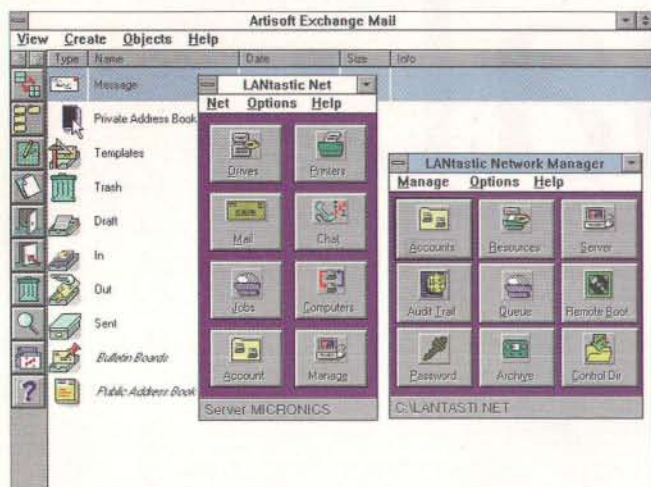 Artisoft Exchange Mail
View Create Objects Help
Type Name Date Size Info
Message
Private Address Book
Templates
Trash
Draft
In
Out
Sent
Bulletin Boards
Public Address Book
LANtastic Net
Net Options Help
Drives Printers
Mail Chat
Jobs Computers
Account Manage
Server MICRONICS
LANtastic Network Manager
Manage Options Help
Accounts Resources Server
Audit Trail Queue Remote Boot
Password Archive Control Dir
C:\LANTASTI.NET